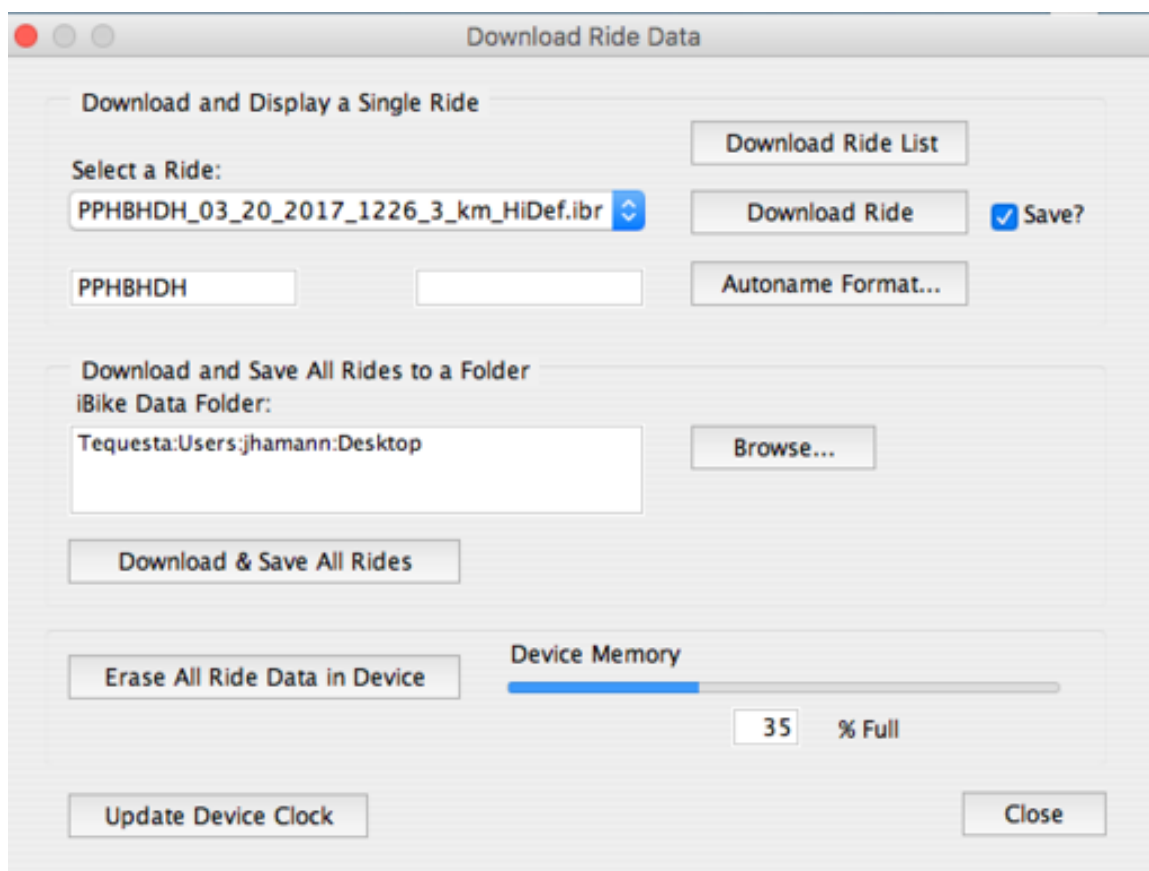 Download Ride Data
Download and Display a Single Ride
Download Ride List
Select a Ride:
PPHBHDH_03_20_2017_1226_3_km_HiDef.ibr
Download Ride
Save?
PPHBHDH
Autoname Format...
Download and Save All Rides to a Folder
iBike Data Folder:
Tequesta:Users:jhamann:Desktop
Browse...
Download & Save All Rides
Device Memory
Erase All Ride Data in Device
35 % Full
Update Device Clock
Close